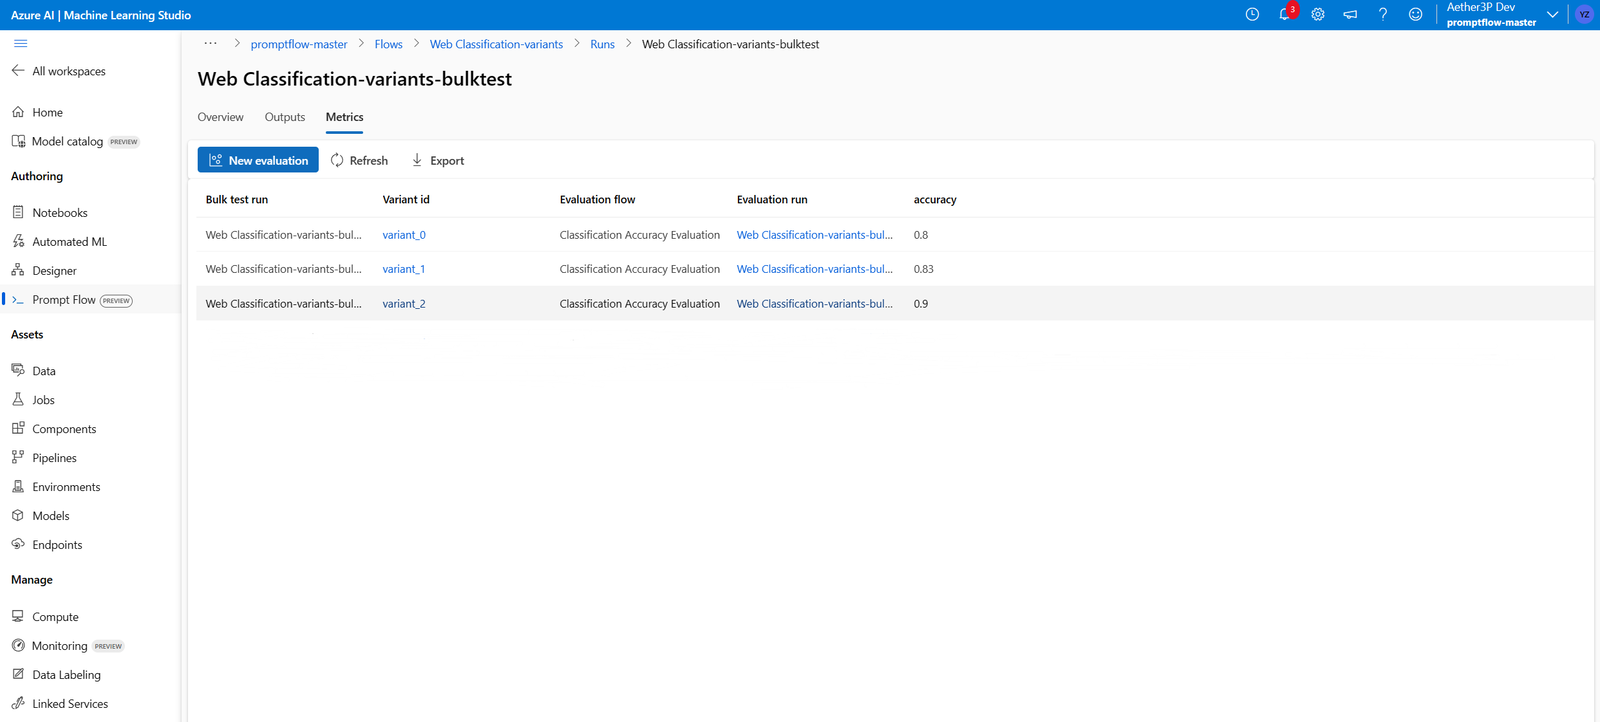 Azure AI | Machine Learning Studio
3
Aether3P Dev
promptflow-master
YZ
All workspaces
Home
Model catalog PREVIEW
Authoring
Notebooks
Automated ML
Designer
Prompt Flow PREVIEW
Assets
Data
Jobs
Components
Pipelines
Environments
Models
Endpoints
Manage
Compute
Monitoring PREVIEW
Data Labeling
Linked Services
··· > promptflow-master > Flows > Web Classification-variants > Runs > Web Classification-variants-bulktest
Web Classification-variants-bulktest
Overview Outputs Metrics
New evaluation Refresh Export
Bulk test run Variant id Evaluation flow Evaluation run accuracy
Web Classification-variants-bul... variant_0 Classification Accuracy Evaluation Web Classification-variants-bul... 0.8
Web Classification-variants-bul... variant_1 Classification Accuracy Evaluation Web Classification-variants-bul... 0.83
Web Classification-variants-bul... variant_2 Classification Accuracy Evaluation Web Classification-variants-bul... 0.9